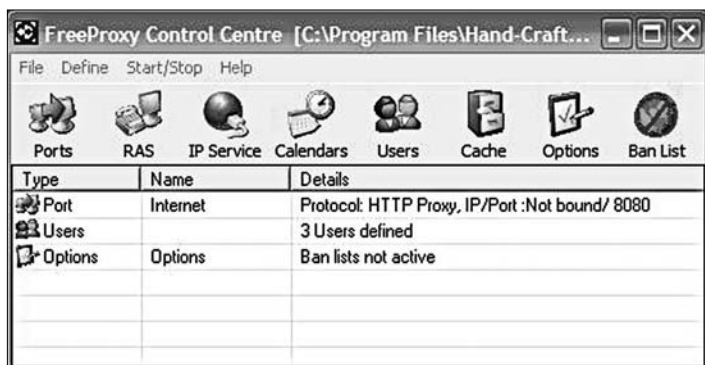 FreeProxy Control Centre [C:\Program Files\Hand-Craft...
File Define Start/Stop Help
Ports RAS IP Service Calendars Users Cache Options Ban List
Type Name Details
Port Internet Protocol: HTTP Proxy, IP/Port :Not bound/ 8080
Users 3 Users defined
Options Options Ban lists not active